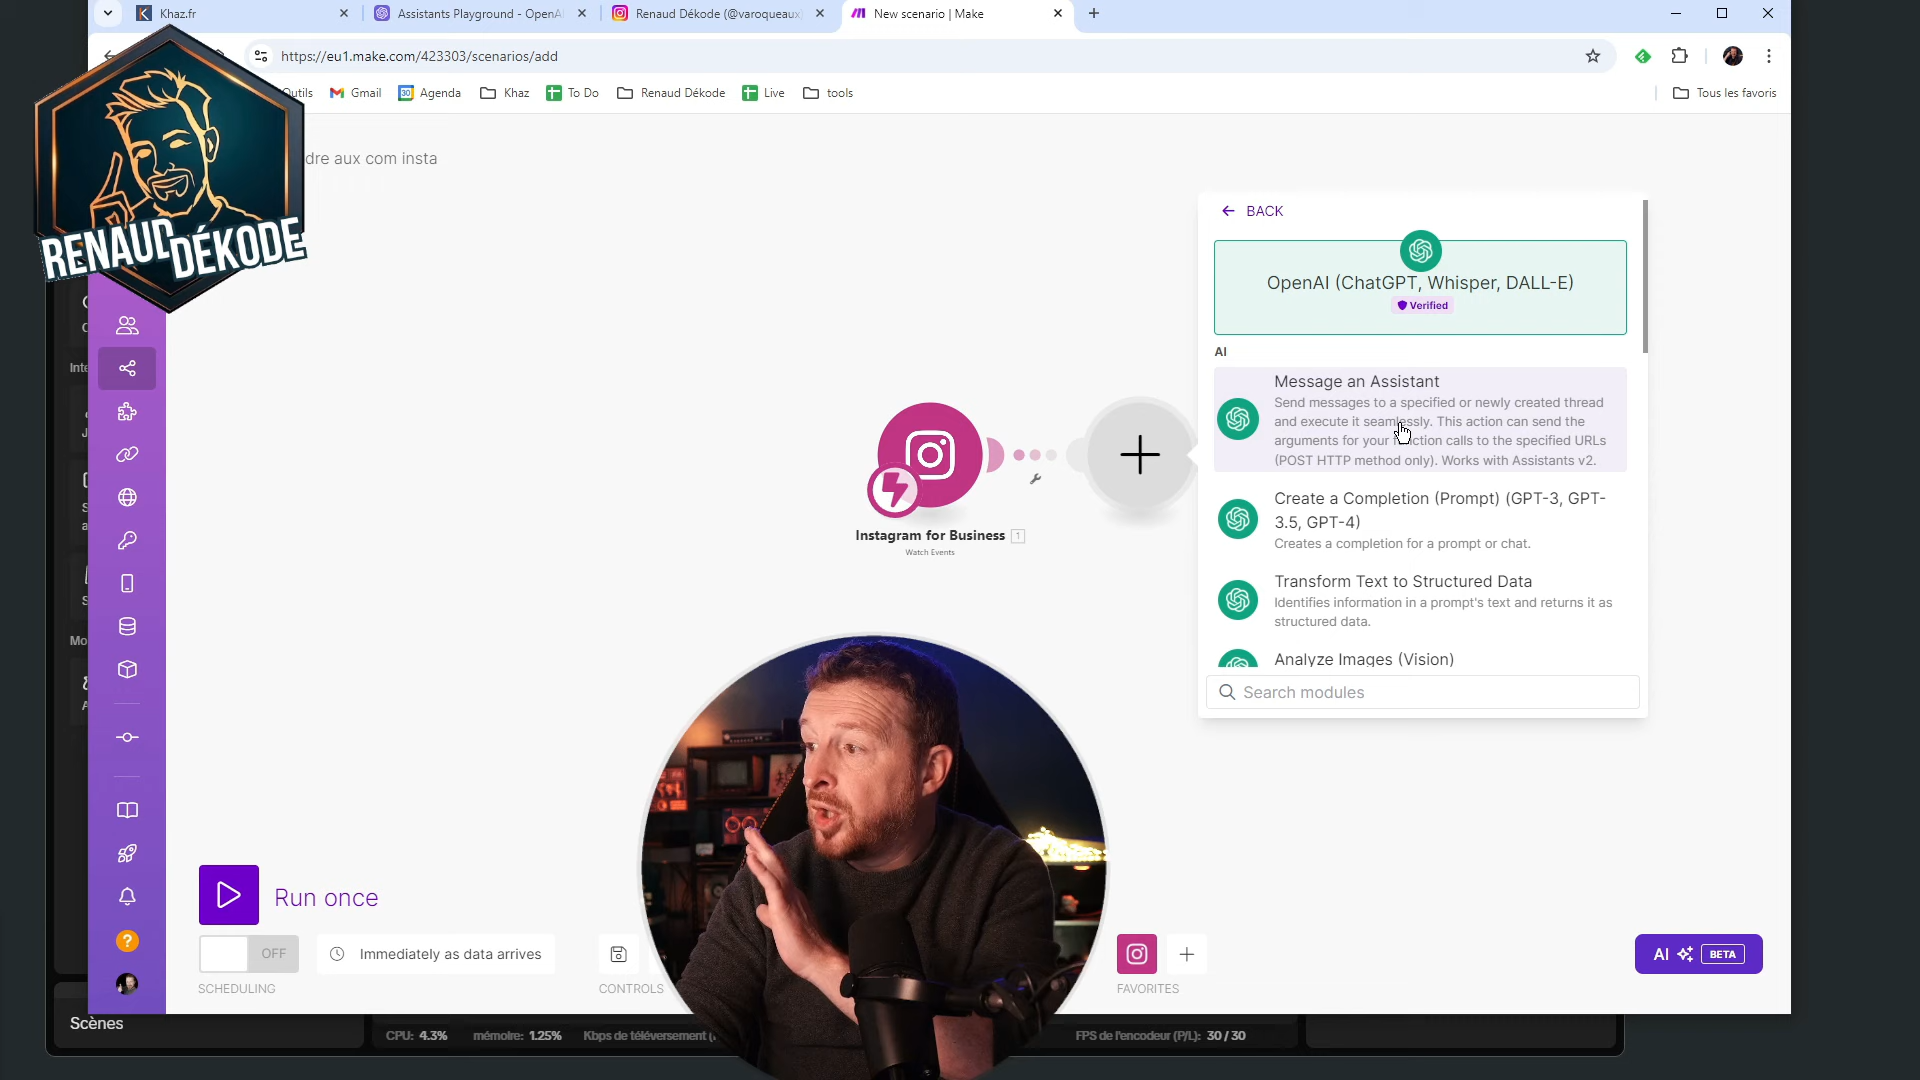 Khaz.fr
Assistants Playground - OpenA
Renaud Dékode (@varoqueaux
New scenario | Make
https://eu1.make.com/423303/scenarios/add
Outils
Gmail
Agenda
Khaz
To Do
Renaud Dékode
Live
tools
Tous les favoris
RENAUD DÉKODE
dre aux com insta
BACK
OpenAI (ChatGPT, Whisper, DALL-E)
Verified
AI
Message an Assistant
Send messages to a specified or newly created thread
and execute it seamlessly. This action can send the
arguments for your function calls to the specified URLs
(POST HTTP method only). Works with Assistants v2.
Create a Completion (Prompt) (GPT-3, GPT-
3.5, GPT-4)
Creates a completion for a prompt or chat.
Transform Text to Structured Data
Identifies information in a prompt's text and returns it as
structured data.
Analyze Images (Vision)
Search modules
Instagram for Business 1
Watch Events
Inte
Mo
Run once
OFF
Immediately as data arrives
SCHEDULING
CONTROLS
FAVORITES
AI BETA
Scènes
CPU: 4.3%
mémoire: 1.25%
Kbps de téléversement (
FPS de l'encodeur (P/L): 30 / 30